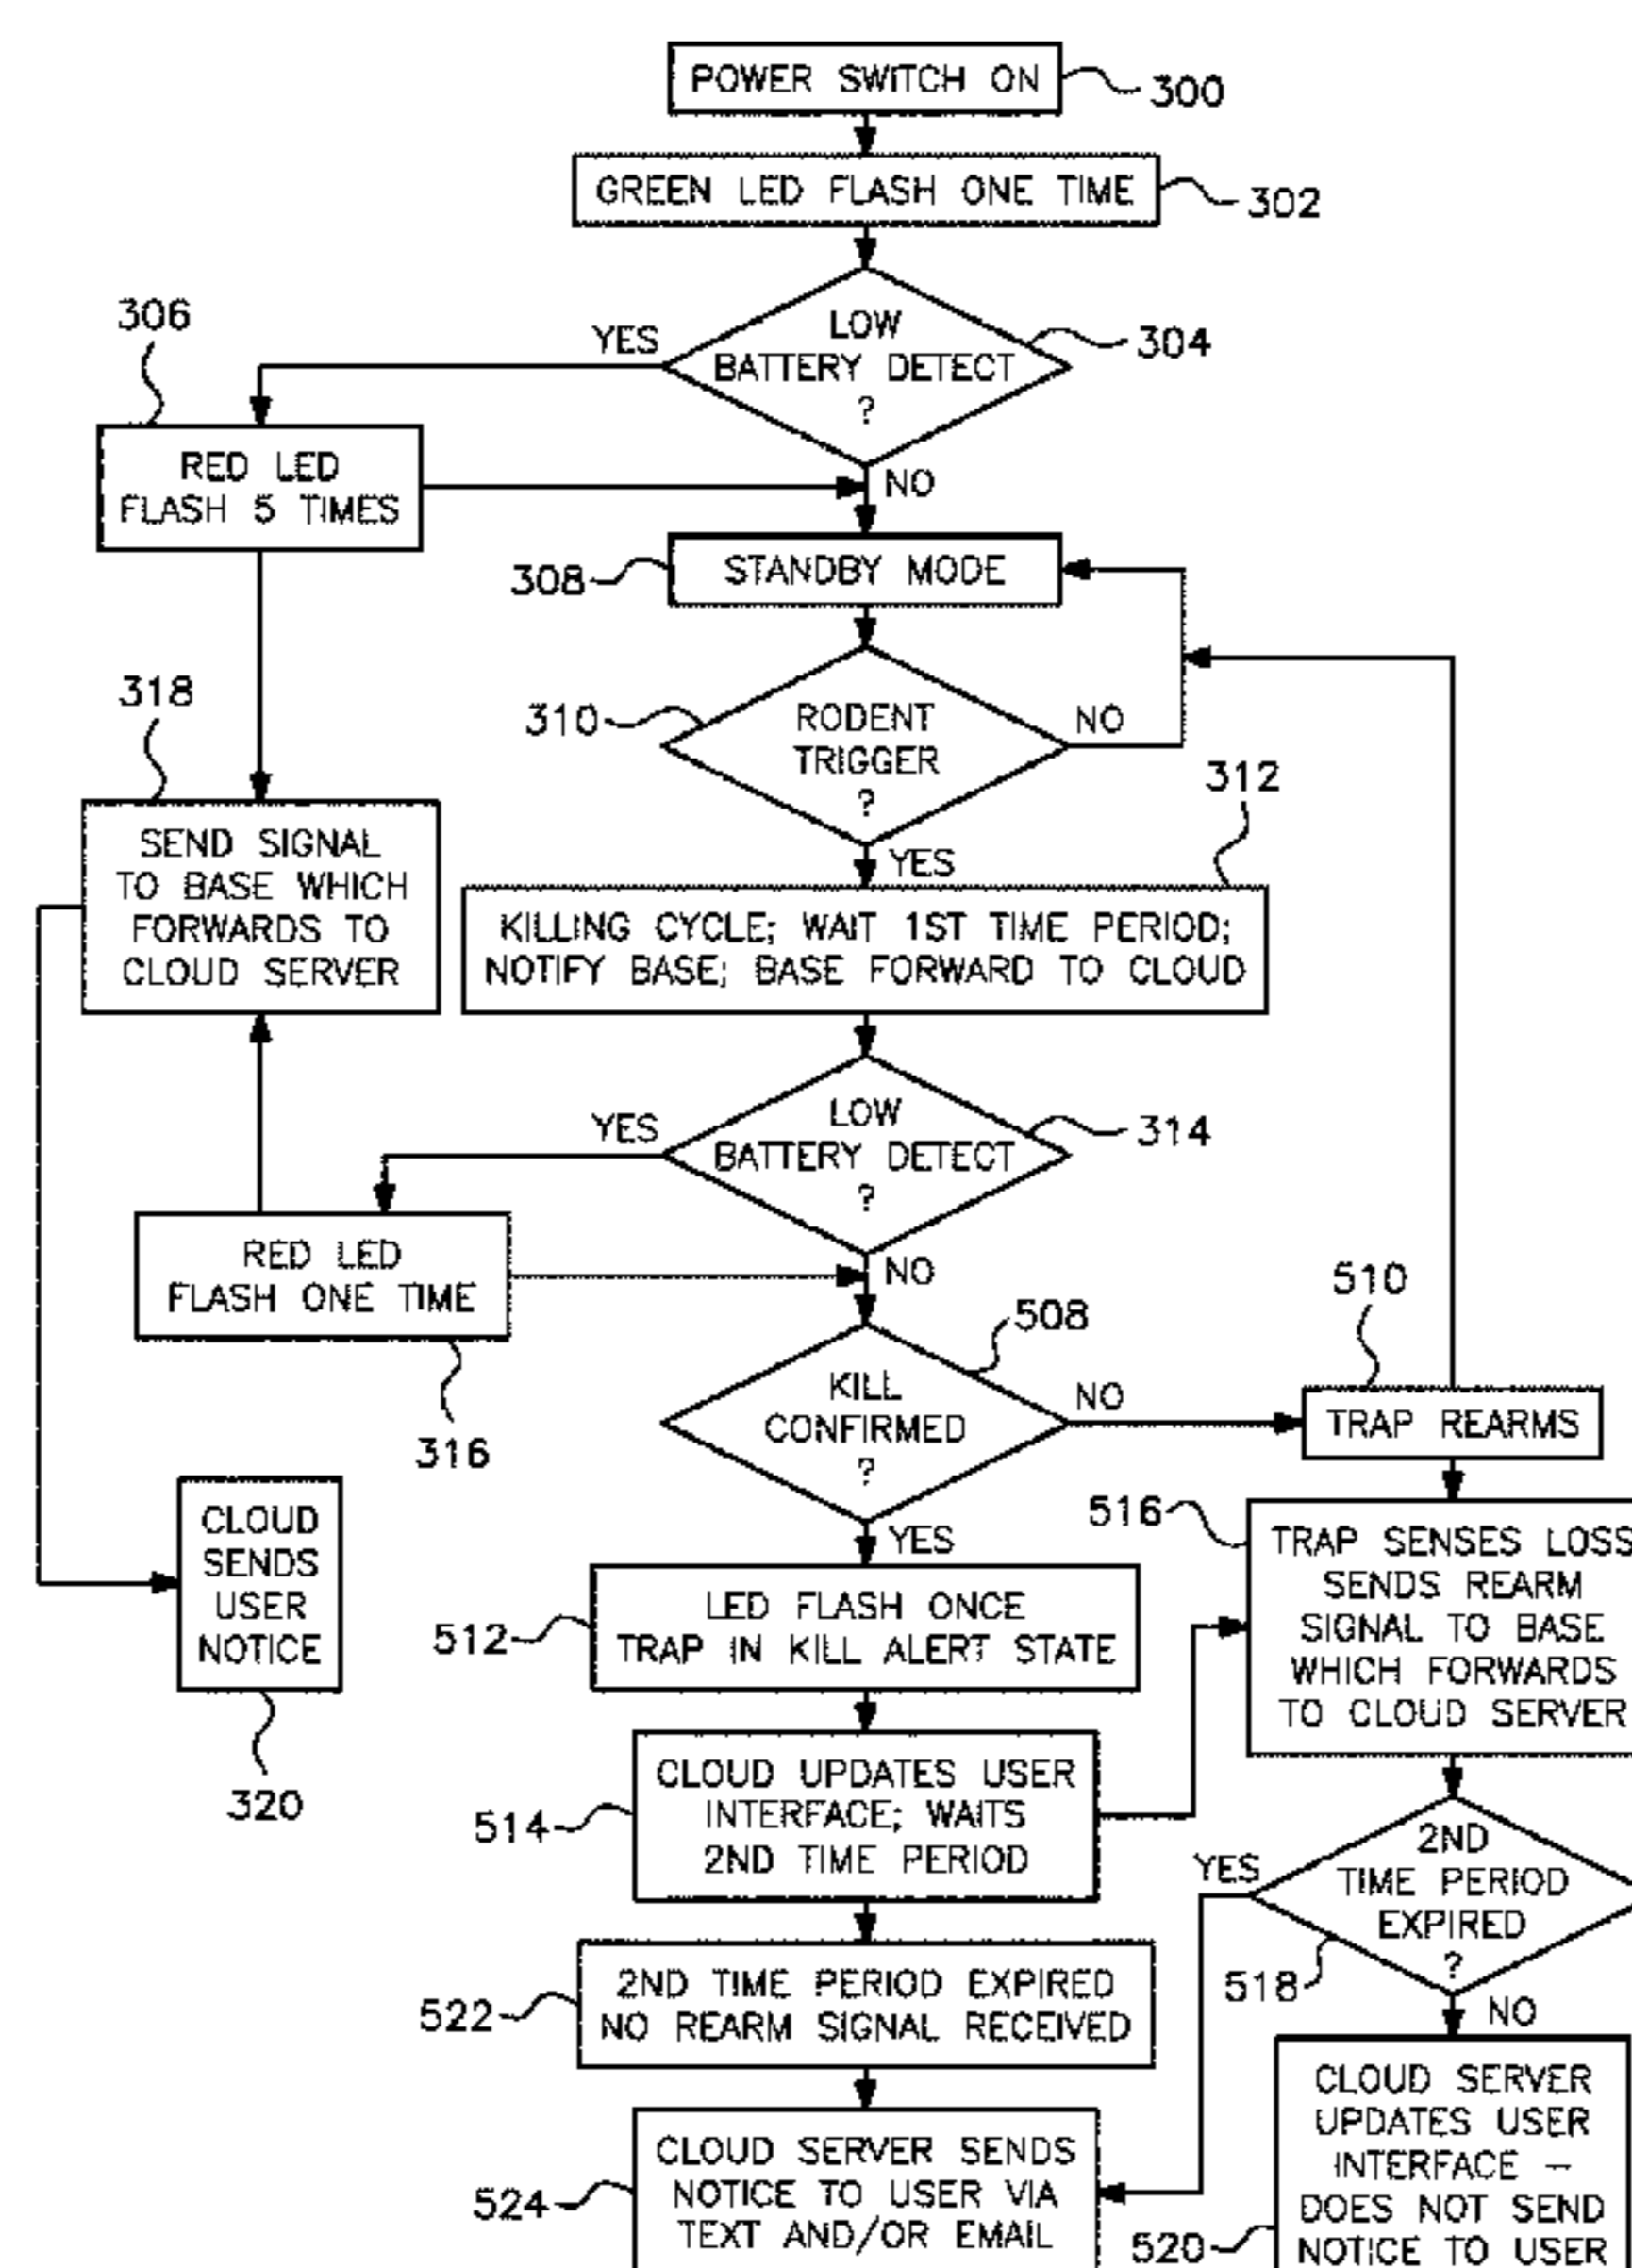 POWER SWITCH ON
300
GREEN LED FLASH ONE TIME
302
306
YES
LOW
BATTERY DETECT
?
304
RED LED
FLASH 5 TIMES
NO
308
STANDBY MODE
318
310
RODENT
TRIGGER
?
NO
312
YES
SEND SIGNAL
TO BASE WHICH
FORWARDS TO
CLOUD SERVER
KILLING CYCLE; WAIT 1ST TIME PERIOD;
NOTIFY BASE; BASE FORWARD TO CLOUD
YES
LOW
BATTERY DETECT
?
314
RED LED
FLASH ONE TIME
316
NO
508
KILL
CONFIRMED
?
NO
510
TRAP REARMS
CLOUD
SENDS
USER
NOTICE
320
YES
512
LED FLASH ONCE
TRAP IN KILL ALERT STATE
516
TRAP SENSES LOSS
SENDS REARM
SIGNAL TO BASE
WHICH FORWARDS
TO CLOUD SERVER
514
CLOUD UPDATES USER
INTERFACE; WAITS
2ND TIME PERIOD
YES
2ND
TIME PERIOD
EXPIRED
?
518
NO
522
2ND TIME PERIOD EXPIRED
NO REARM SIGNAL RECEIVED
524
CLOUD SERVER SENDS
NOTICE TO USER VIA
TEXT AND/OR EMAIL
520
CLOUD SERVER
UPDATES USER
INTERFACE –
DOES NOT SEND
NOTICE TO USER